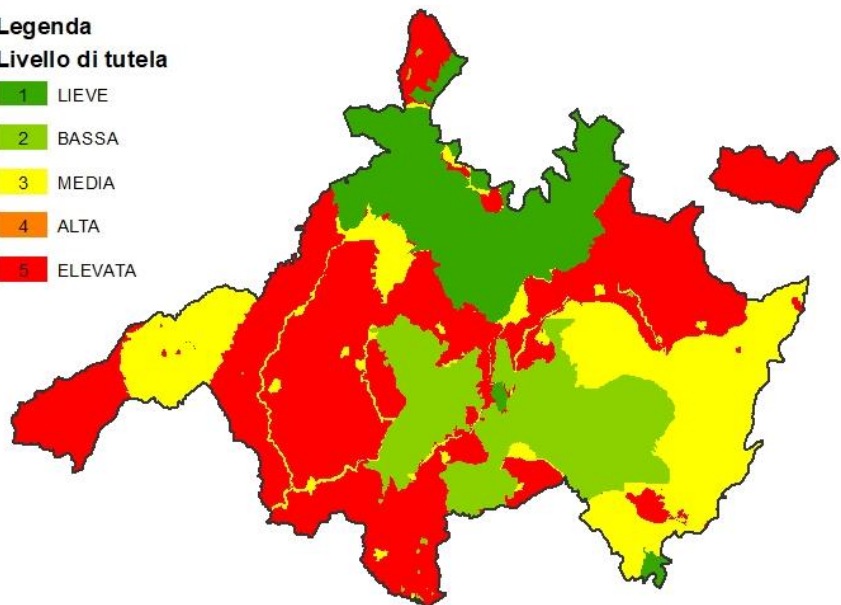 Legenda
Livello di tutela
1 LIEVE
2 BASSA
3 MEDIA
4 ALTA
5 ELEVATA